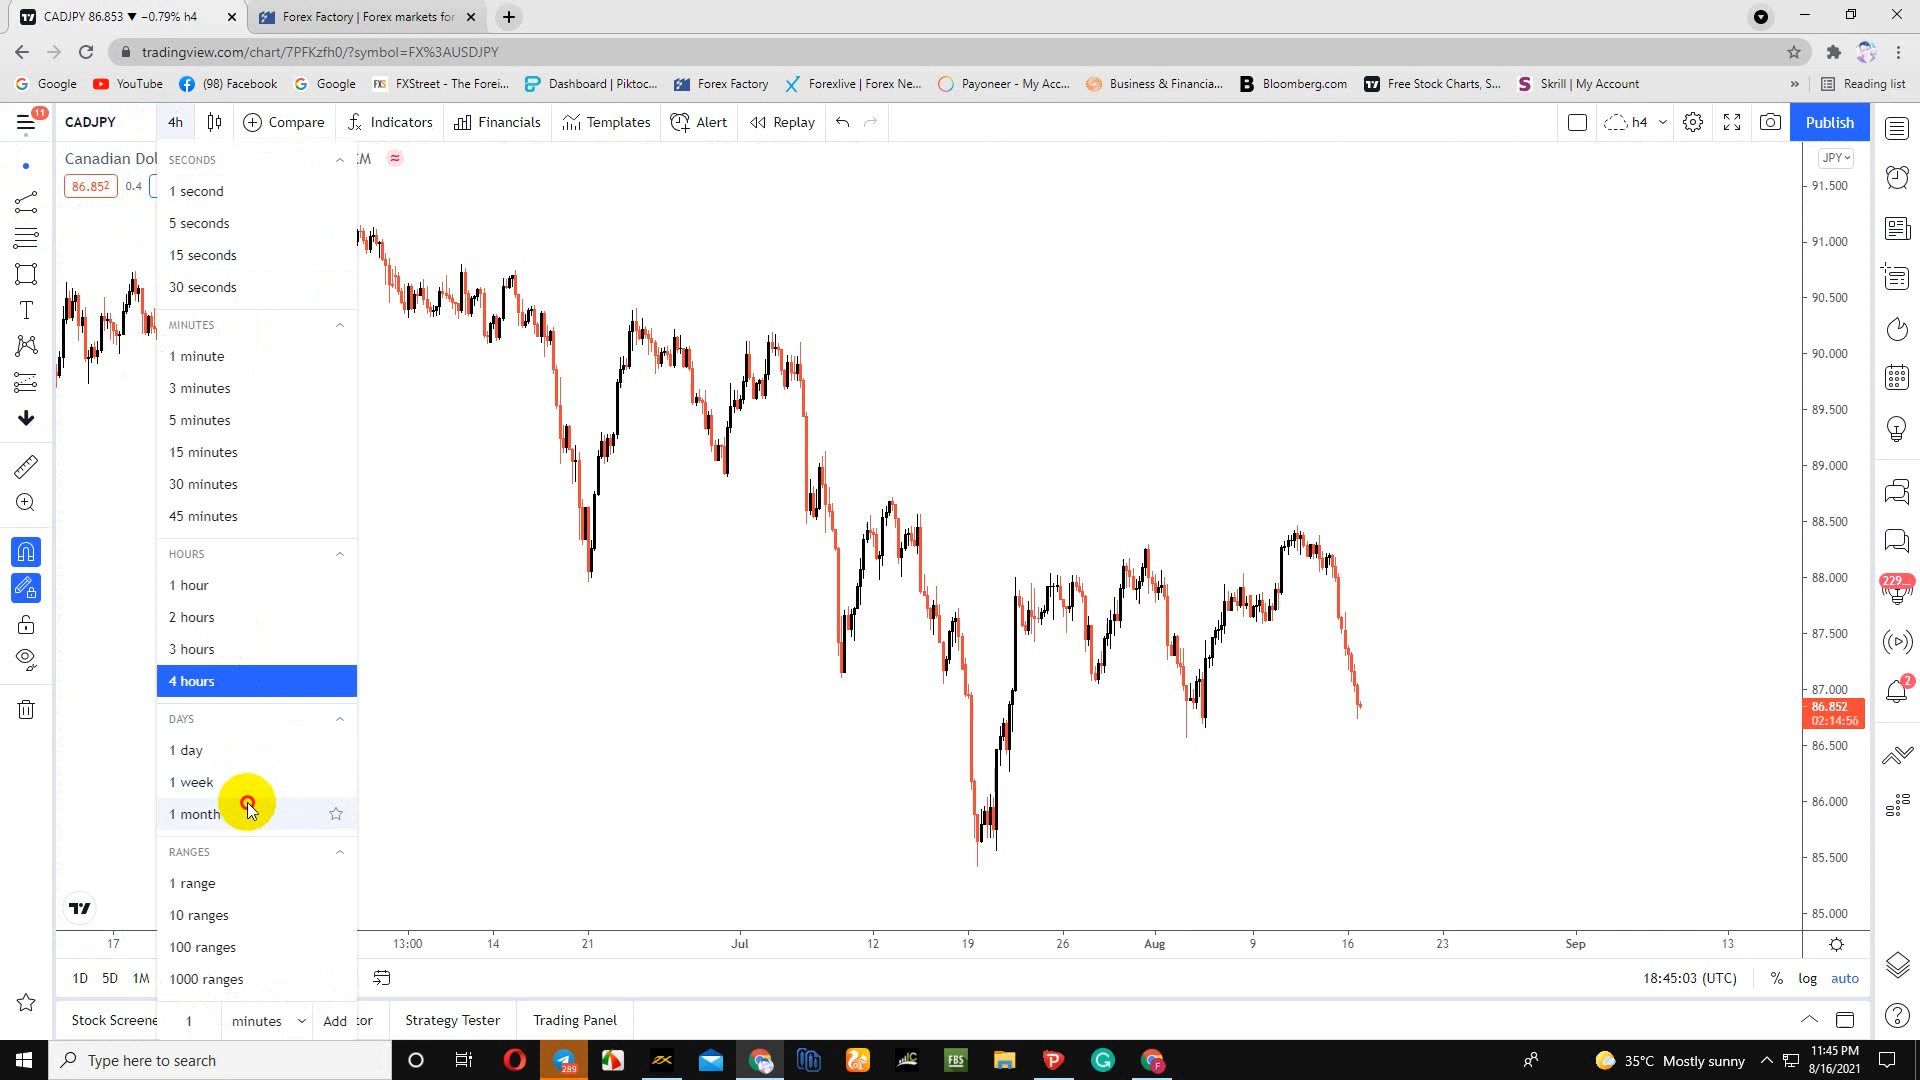 CADJPY 86.853 ▼ −0.79% h4
Forex Factory | Forex markets for
tradingview.com/chart/7PFKzfh0/?symbol=FX%3AUSDJPY
Google
YouTube
(98) Facebook
Google
FXStreet - The Forei...
Dashboard | Piktoc...
Forex Factory
Forexlive | Forex Ne...
Payoneer - My Acc...
Business & Financia...
Bloomberg.com
Free Stock Charts, S...
Skrill | My Account
»
Reading list
11
CADJPY
4h
Compare
Indicators
Financials
Templates
Alert
Replay
h4
Publish
Canadian Dol
SECONDS
86.852
0.4
1 second
5 seconds
15 seconds
30 seconds
MINUTES
1 minute
3 minutes
5 minutes
15 minutes
30 minutes
45 minutes
HOURS
1 hour
2 hours
3 hours
4 hours
DAYS
1 day
1 week
1 month
RANGES
1 range
10 ranges
100 ranges
1000 ranges
1 minutes Add
JPY
91.500
91.000
90.500
90.000
89.500
89.000
88.500
88.000
87.500
87.000
86.852
02:14:56
86.500
86.000
85.500
85.000
229...
2
17 13:00 14 21 Jul 12 19 26 Aug 9 16 23 Sep 13
1D 5D 1M
18:45:03 (UTC) % log auto
Stock Screene
tor
Strategy Tester
Trading Panel
Type here to search
289
FBS
35°C Mostly sunny
11:45 PM
8/16/2021